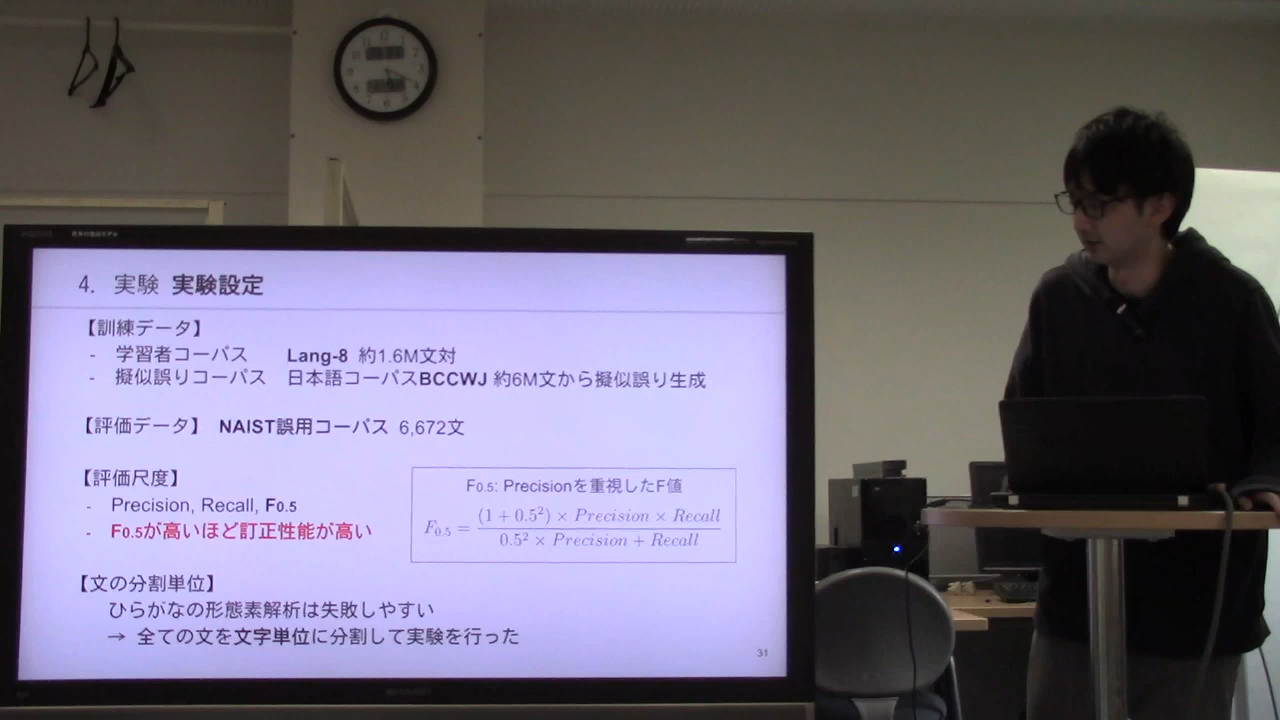 4. 実験 実験設定
【訓練データ】
- 学習者コーパス Lang-8 約1.6M文対
- 擬似誤りコーパス 日本語コーパスBCCWJ 約6M文から擬似誤り生成
【評価データ】 NAIST誤用コーパス 6,672文
【評価尺度】
- Precision, Recall, F0.5
- F0.5が高いほど訂正性能が高い
F0.5: Precisionを重視したF値
F0.5 = (1 + 0.5²) × Precision × Recall
0.5² × Precision + Recall
【文の分割単位】
ひらがなの形態素解析は失敗しやすい
→ 全ての文を文字単位に分割して実験を行った
31